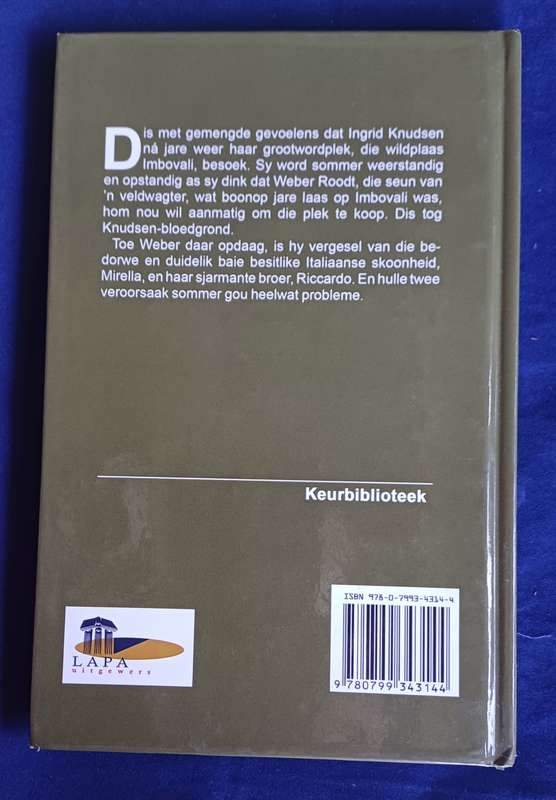 Dis met gemengde gevoelens dat Ingrid Knudsen
ná jare weer haar grootwordplek, die wildplaas
Imbovali, besoek. Sy word sommer weerstandig
en opstandig as sy dink dat Weber Roodt, die seun van
'n veldwagter, wat boonop jare laas op Imbovali was,
hom nou wil aanmatig om die plek te koop. Dis tog
Knudsen-bloedgrond.
Toe Weber daar opdaag, is hy vergesel van die be-
dorwe en duidelik baie besitlike Italiaanse skoonheid,
Mirella, en haar sjarmante broer, Riccardo. En hulle twee
veroorsaak sommer gou heelwat probleme.
Keurbiblioteek
ISBN 978-0-7993-4314-4
9 780799 343144
LAPA
uitgewers